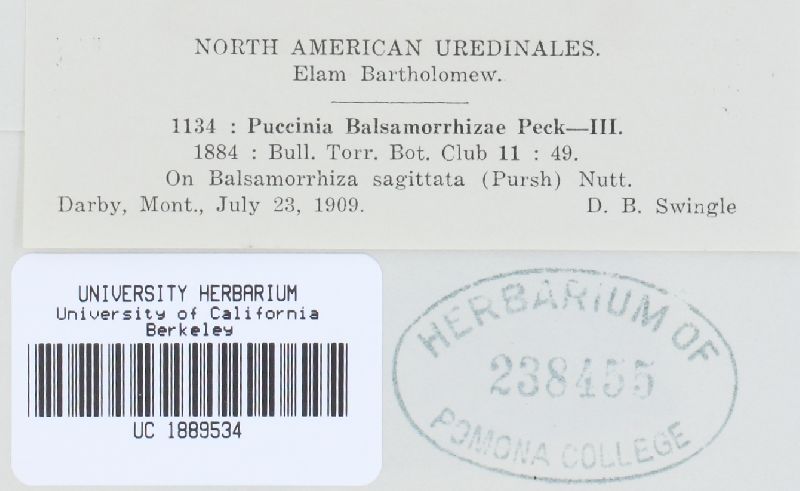 NORTH AMERICAN UREDINALES.
Elam Bartholomew.
1134 : Puccinia Balsamorrhizae Peck—III.
1884 : Bull. Torr. Bot. Club 11 : 49.
On Balsamorrhiza sagittata (Pursh) Nutt.
Darby, Mont., July 23, 1909. D. B. Swingle
UNIVERSITY HERBARIUM
University of California
Berkeley
UC 1889534
HERBARIUM OF
238455
POMONA COLLEGE